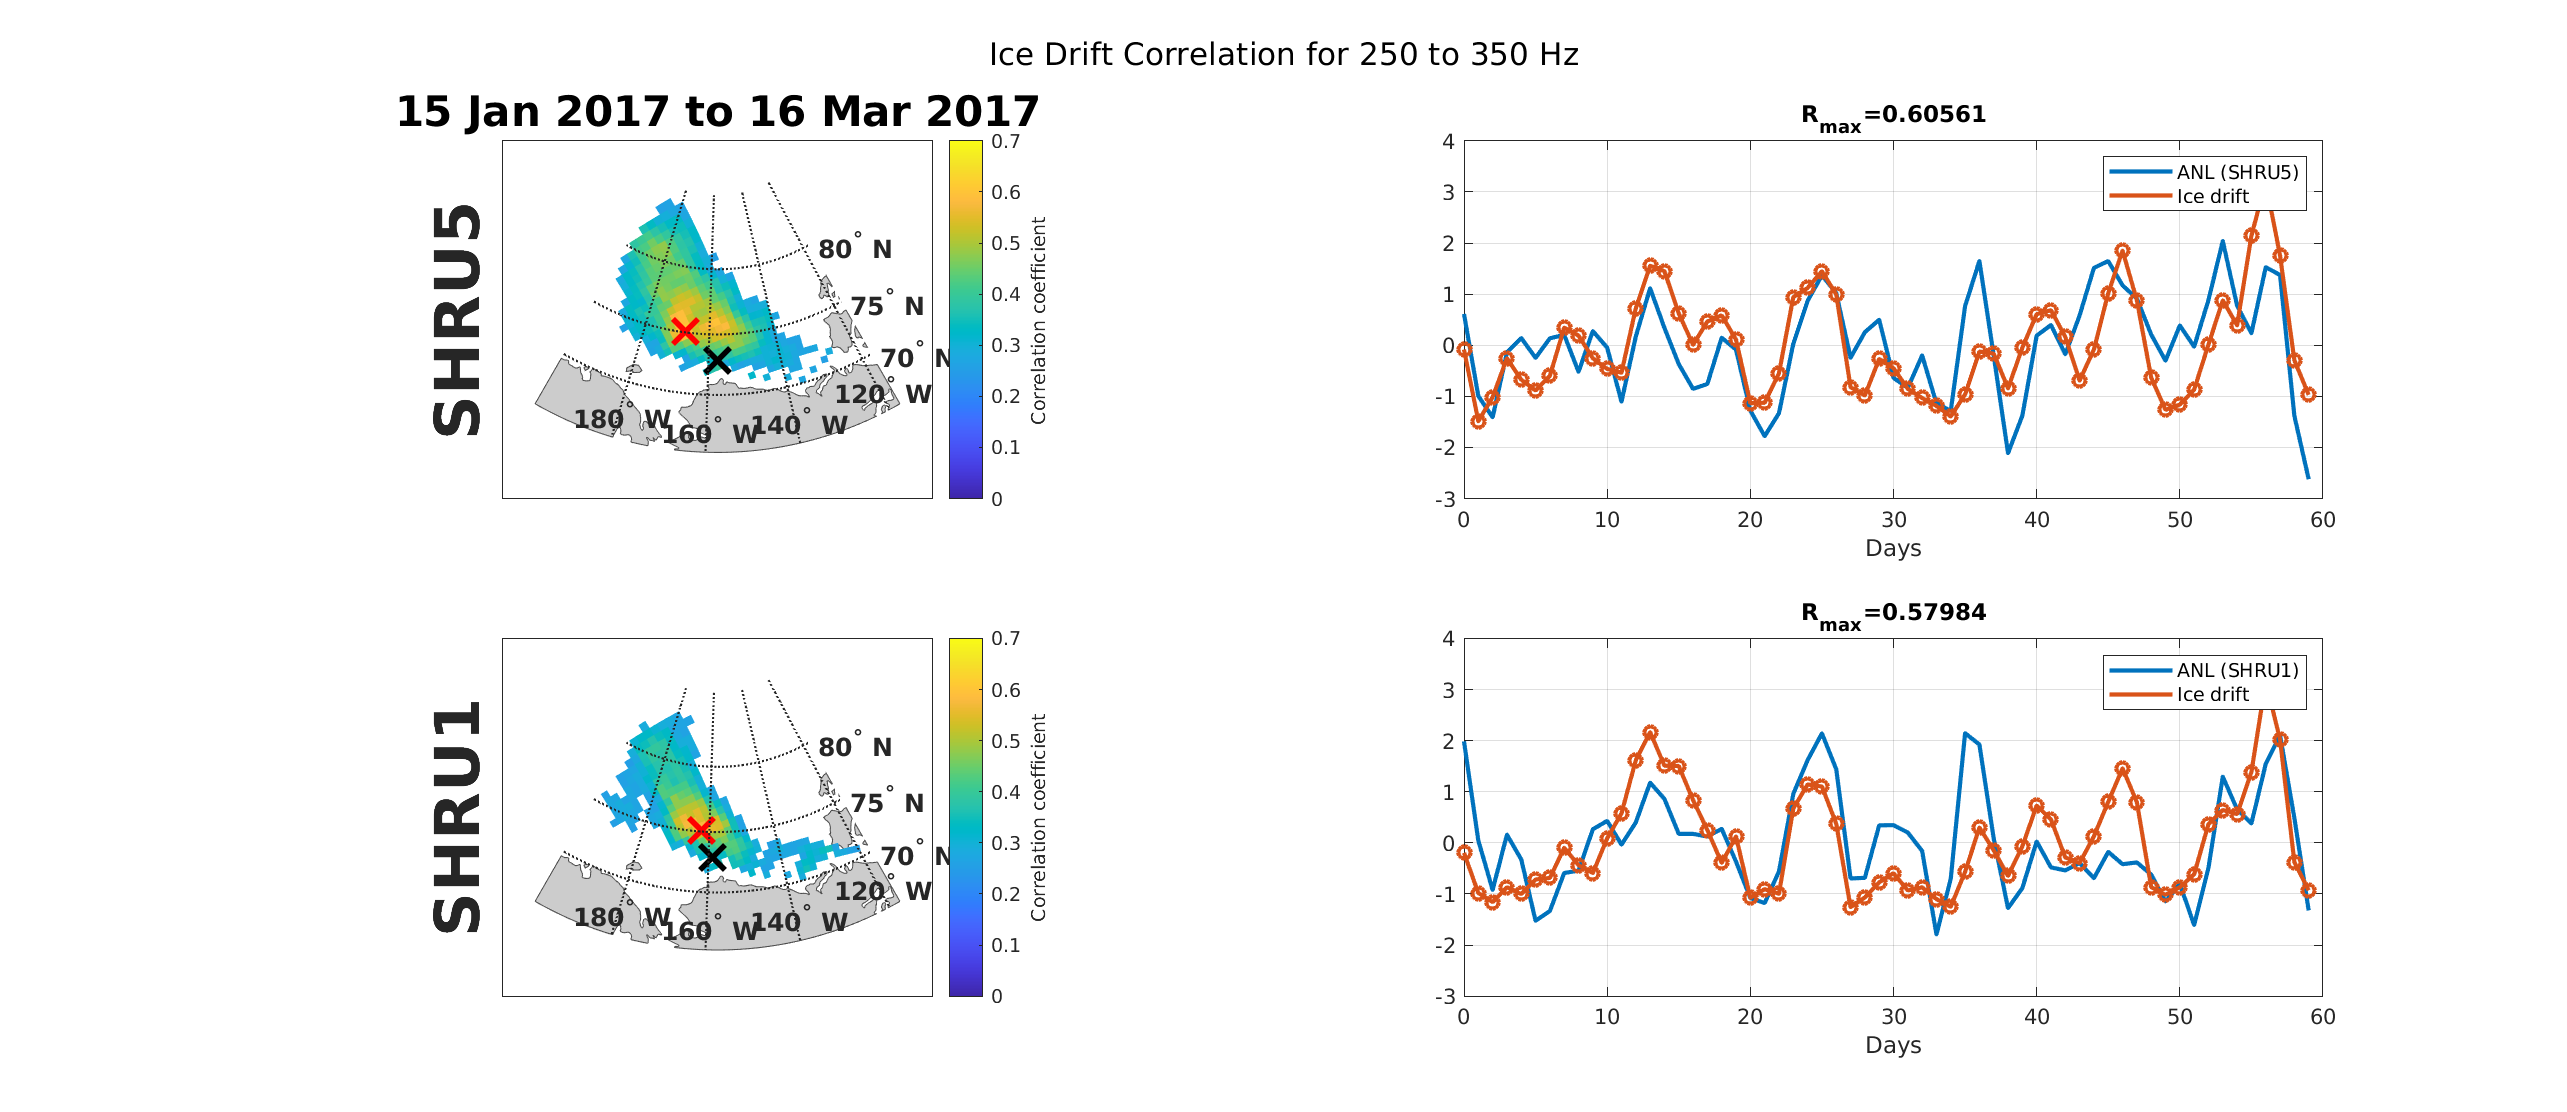 Ice Drift Correlation for 250 to 350 Hz
15 Jan 2017 to 16 Mar 2017
SHRU5
80° N
75° N
70° N
120° W
180° W
160° W
140° W
0.7
0.6
0.5
0.4
0.3
0.2
0.1
0
Correlation coefficient
Rmax=0.60561
4
3
2
1
0
-1
-2
-3
ANL (SHRU5)
Ice drift
0 10 20 30 40 50 60
Days
SHRU1
80° N
75° N
70° N
120° W
180° W
160° W
140° W
0.7
0.6
0.5
0.4
0.3
0.2
0.1
0
Correlation coefficient
Rmax=0.57984
4
3
2
1
0
-1
-2
-3
ANL (SHRU1)
Ice drift
0 10 20 30 40 50 60
Days